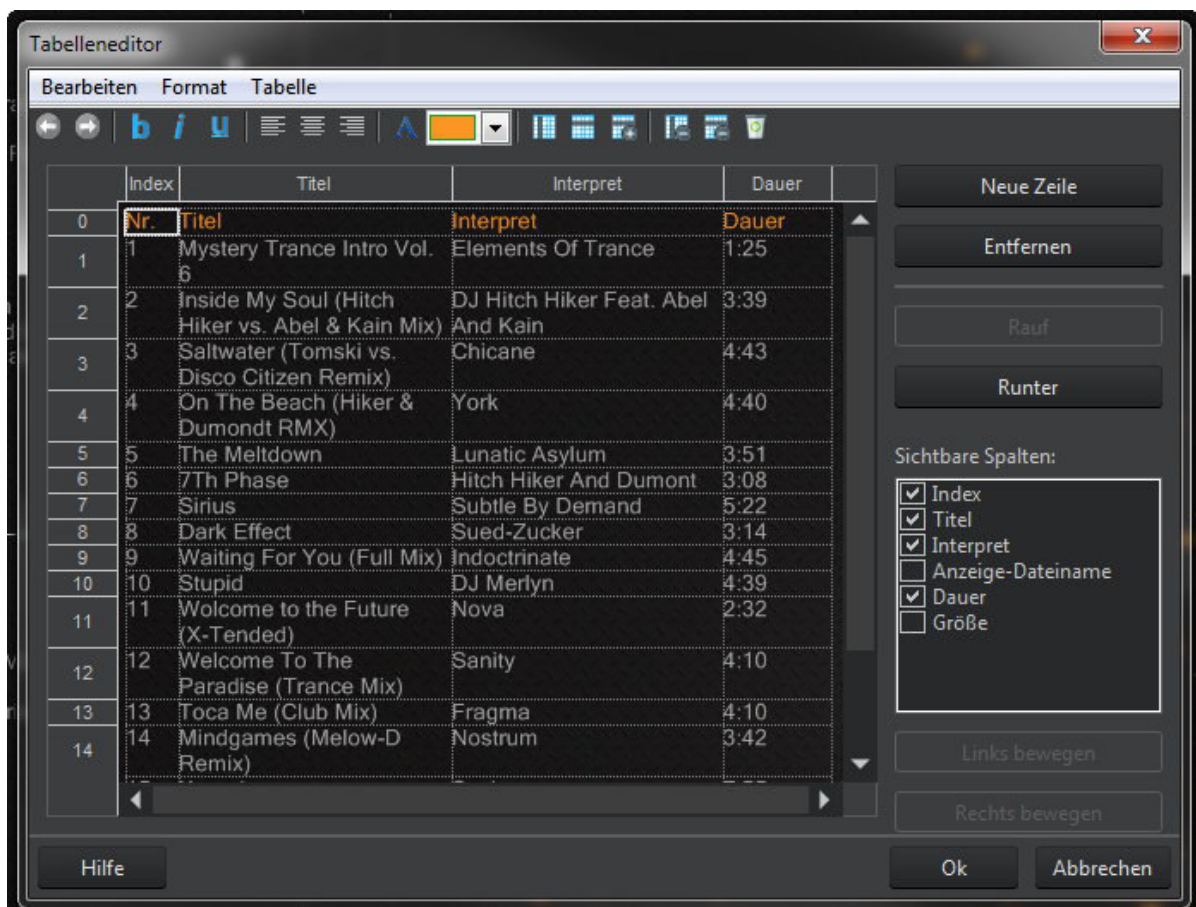 Tabelleneditor
Bearbeiten Format Tabelle
b i u
Index Titel Interpret Dauer
0 Nr. Titel Interpret Dauer
1 1 Mystery Trance Intro Vol. Elements Of Trance 1:25
6
2 2 Inside My Soul (Hitch DJ Hitch Hiker Feat. Abel 3:39
Hiker vs. Abel & Kain Mix) And Kain
3 3 Saltwater (Tomski vs. Chicane 4:43
Disco Citizen Remix)
4 4 On The Beach (Hiker & York 4:40
Dumondt RMX)
5 5 The Meltdown Lunatic Asylum 3:51
6 6 7Th Phase Hitch Hiker And Dumont 3:08
7 7 Sirius Subtle By Demand 5:22
8 8 Dark Effect Sued-Zucker 3:14
9 9 Waiting For You (Full Mix) Indoctrinate 4:45
10 10 Stupid DJ Merlyn 4:39
11 11 Wolcome to the Future Nova 2:32
(X-Tended)
12 12 Welcome To The Sanity 4:10
Paradise (Trance Mix)
13 13 Toca Me (Club Mix) Fragma 4:10
14 14 Mindgames (Melow-D Nostrum 3:42
Remix)
Neue Zeile
Entfernen
Rauf
Runter
Sichtbare Spalten:
Index
Titel
Interpret
Anzeige-Dateiname
Dauer
Größe
Links bewegen
Rechts bewegen
Hilfe Ok Abbrechen